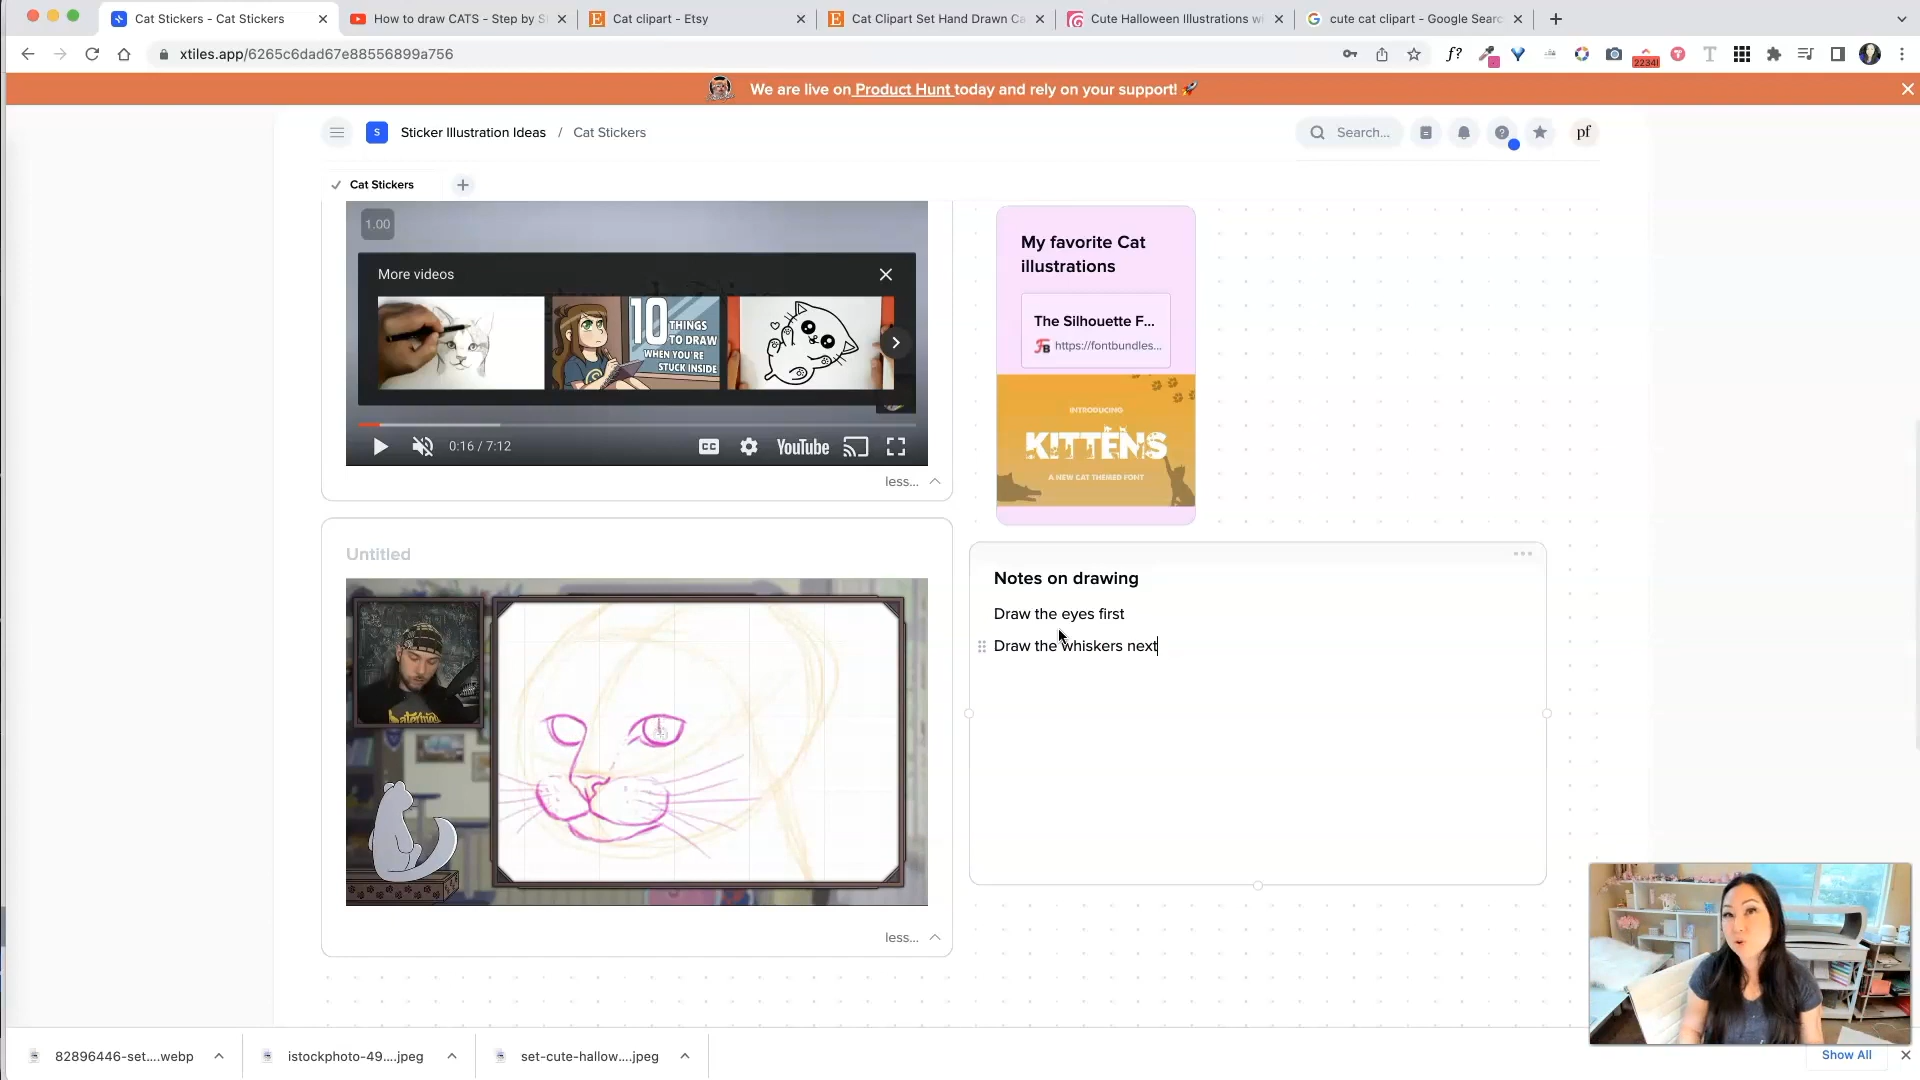 Cat Stickers - Cat Stickers
How to draw CATS - Step by S
Cat clipart - Etsy
Cat Clipart Set Hand Drawn Ca
Cute Halloween Illustrations wi
cute cat clipart - Google Searc
xtiles.app/6265c6dad67e88556899a756
f?
2234!
We are live on Product Hunt today and rely on your support! 🚀
S
Sticker Illustration Ideas / Cat Stickers
Search...
pf
Cat Stickers
1.00
More videos
10 THINGS
TO DRAW
WHEN YOU'RE
STUCK INSIDE
0:16 / 7:12
CC
YouTube
less...
My favorite Cat
illustrations
The Silhouette F...
https://fontbundles...
INTRODUCING
KITTENS
A NEW CAT THEMED FONT
Untitled
less...
Notes on drawing
Draw the eyes first
Draw the whiskers next
82896446-set....webp
istockphoto-49....jpeg
set-cute-hallow....jpeg
Show All